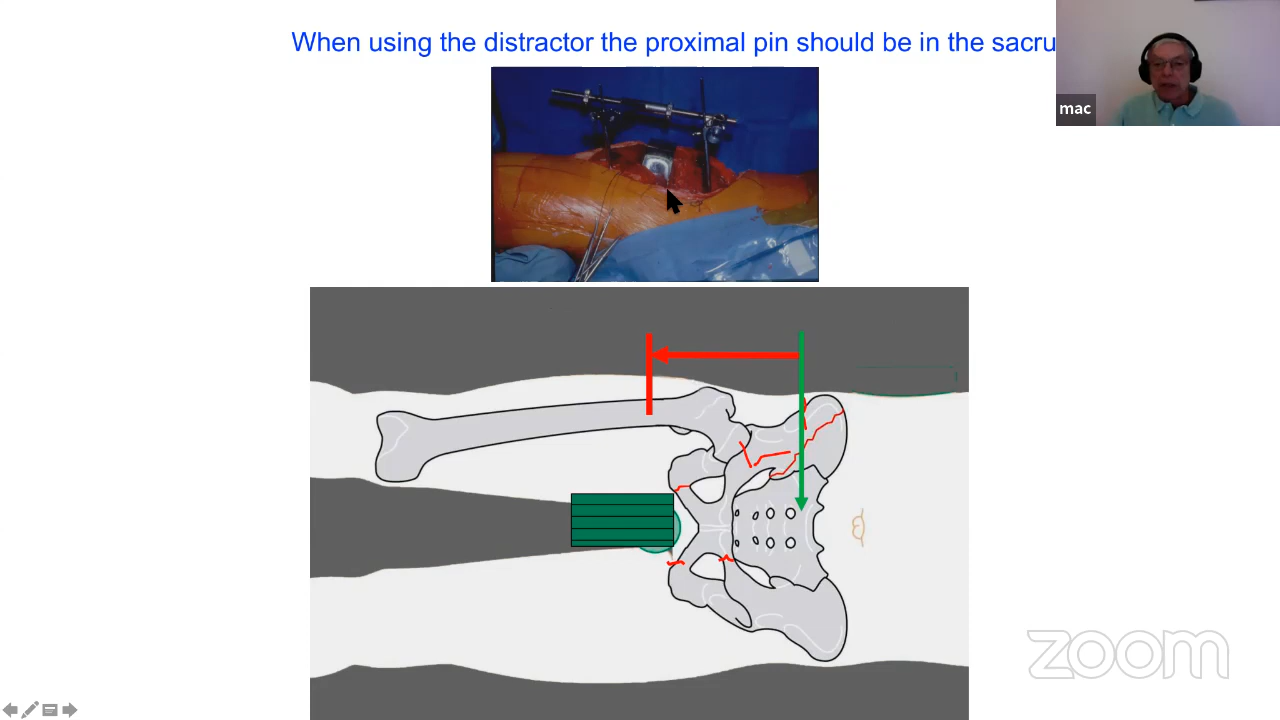 When using the distractor the proximal pin should be in the sacru
mac
zoom